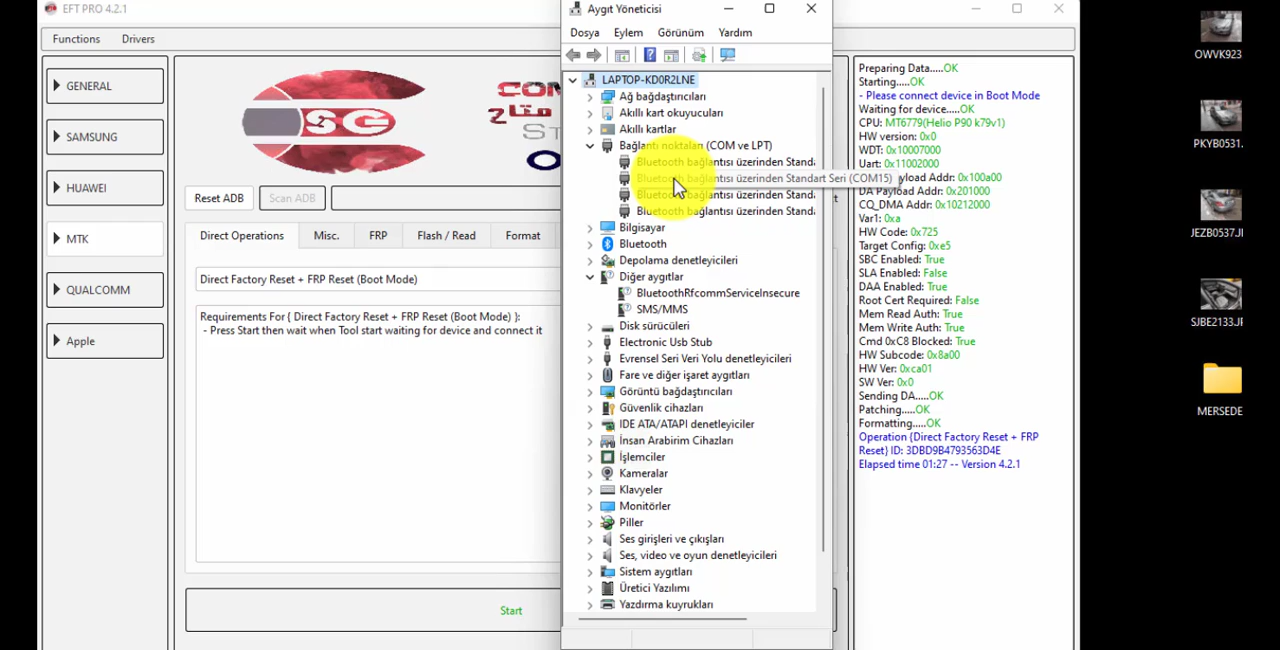 EFT PRO 4.2.1
Functions
Drivers
GENERAL
SAMSUNG
HUAWEI
MTK
QUALCOMM
Apple
SG
متاح
Reset ADB
Scan ADB
Direct Operations
Misc.
FRP
Flash / Read
Format
Direct Factory Reset + FRP Reset (Boot Mode)
Requirements For { Direct Factory Reset + FRP Reset (Boot Mode) }:
- Press Start then wait when Tool start waiting for device and connect it
Start
Aygıt Yöneticisi
Dosya
Eylem
Görünüm
Yardım
LAPTOP-KD0R2LNE
Ağ bağdaştırıcıları
Akıllı kart okuyucuları
Akıllı kartlar
Bağlantı noktaları (COM ve LPT)
Bluetooth bağlantısı üzerinden Standa
Bluetooth bağlantısı üzerinden Standart Seri (COM15)
Bluetooth bağlantısı üzerinden Standa
Bluetooth bağlantısı üzerinden Standa
Bilgisayar
Bluetooth
Depolama denetleyicileri
Diğer aygıtlar
BluetoothRfcommServiceInsecure
SMS/MMS
Disk sürücüleri
Electronic Usb Stub
Evrensel Seri Veri Yolu denetleyicileri
Fare ve diğer işaret aygıtları
Görüntü bağdaştırıcıları
Güvenlik cihazları
IDE ATA/ATAPI denetleyiciler
İnsan Arabirim Cihazları
İşlemciler
Kameralar
Klavyeler
Monitörler
Piller
Ses girişleri ve çıkışları
Ses, video ve oyun denetleyicileri
Sistem aygıtları
Üretici Yazılımı
Yazdırma kuyrukları
Preparing Data.....OK
Starting.....OK
- Please connect device in Boot Mode
Waiting for device.....OK
CPU: MT6779(Helio P90 k79v1)
HW version: 0x0
WDT: 0x10007000
Uart: 0x11002000
ayload Addr: 0x100a00
DA Payload Addr: 0x201000
CQ_DMA Addr: 0x10212000
Var1: 0xa
HW Code: 0x725
Target Config: 0xe5
SBC Enabled: True
SLA Enabled: False
DAA Enabled: True
Root Cert Required: False
Mem Read Auth: True
Mem Write Auth: True
Cmd 0xC8 Blocked: True
HW Subcode: 0x8a00
HW Ver: 0xca01
SW Ver: 0x0
Sending DA.....OK
Patching.....OK
Formatting.....OK
Operation {Direct Factory Reset + FRP
Reset} ID: 3DBD9B4793563D4E
Elapsed time 01:27 -- Version 4.2.1
OWVK923
PKYB0531.
JEZB0537.JI
SJBE2133.JF
MERSEDE